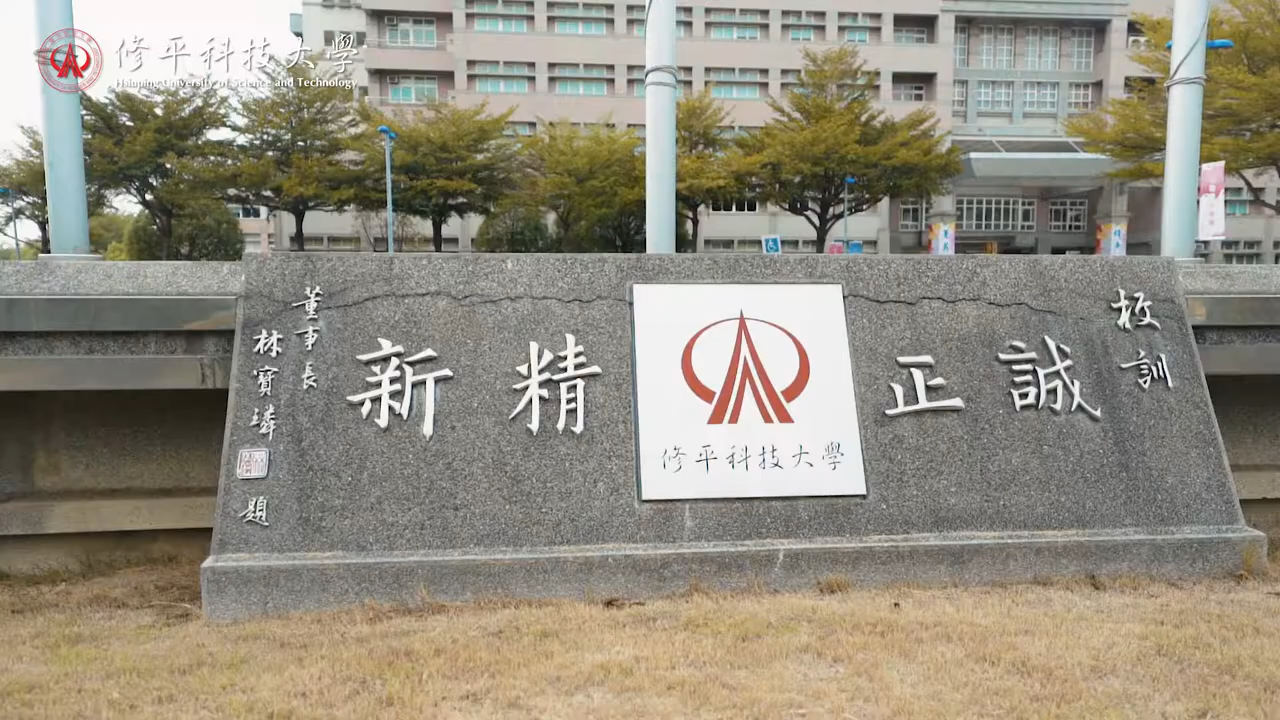 修平科技大學
Hsiuping University of Science and Technology
校訓
誠正
精新
修平科技大學
董事長
林寶璘
題